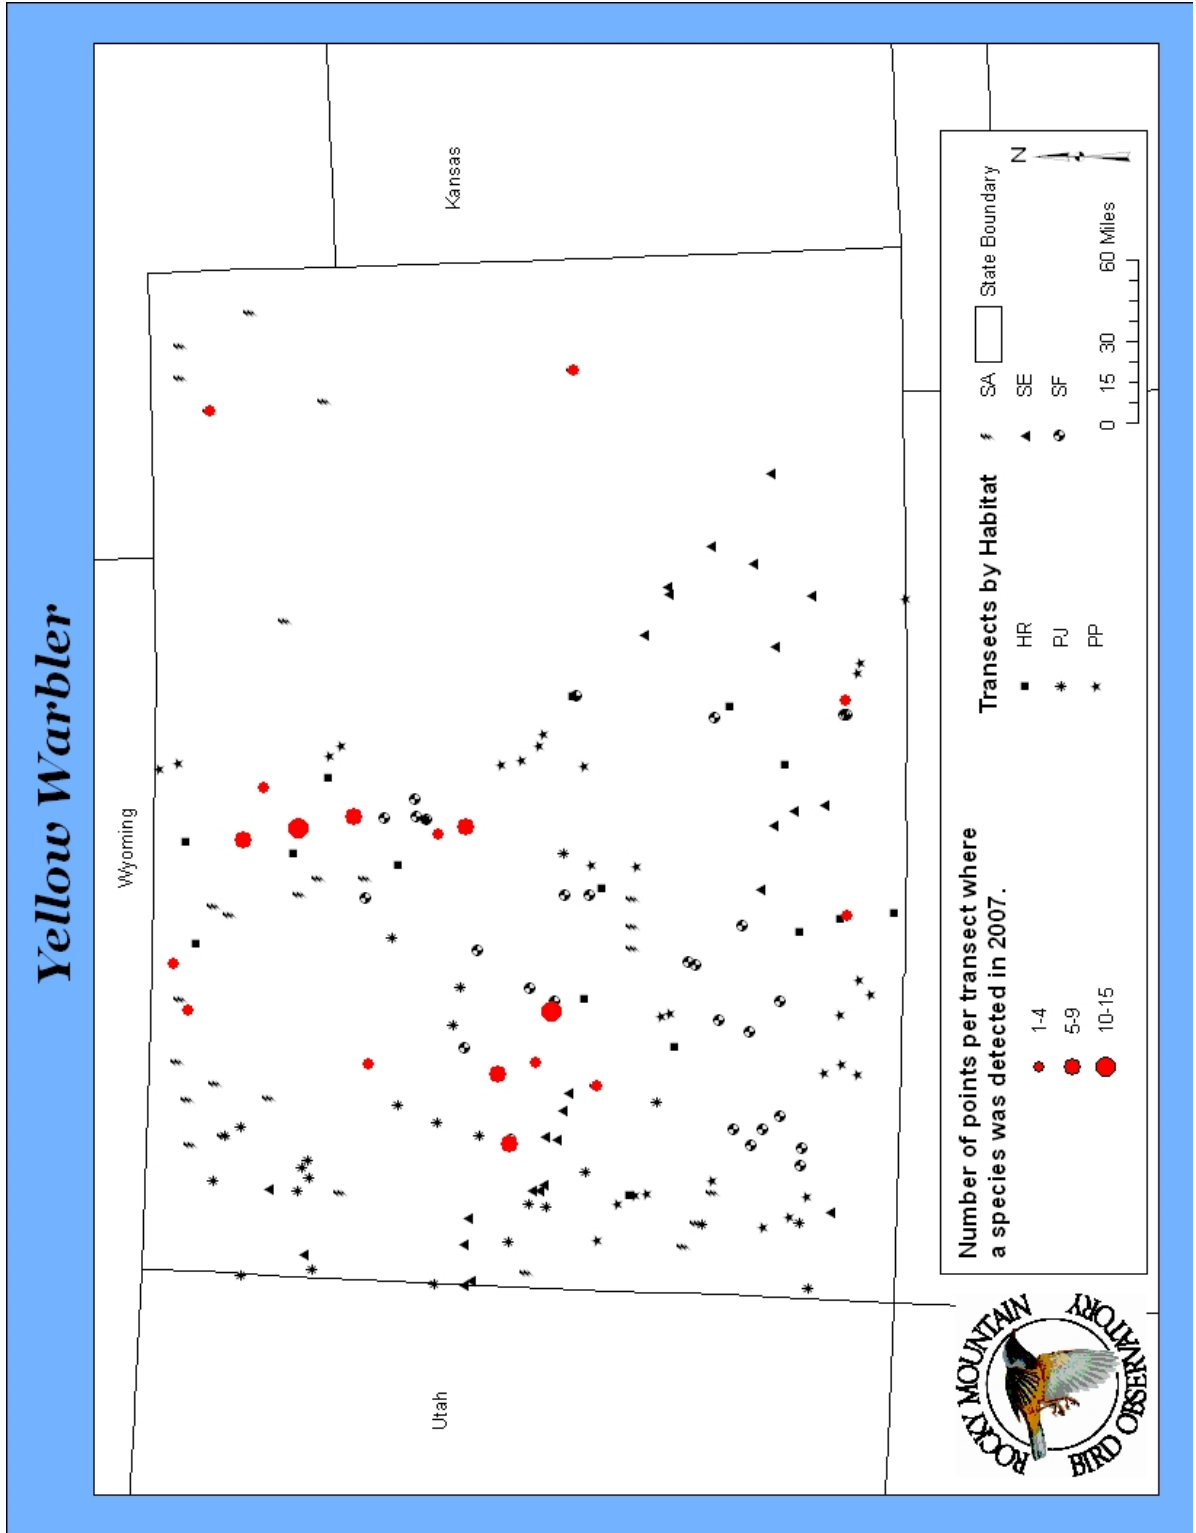 Yellow Warbler
Wyoming
Utah
Kansas
ROCKY MOUNTAIN
BIRD OBSERVATORY
Number of points per transect where
a species was detected in 2007.
1-4
5-9
10-15
Transects by Habitat
HR
PJ
PP
SA
SE
SF
State Boundary
N
0 15 30 60 Miles